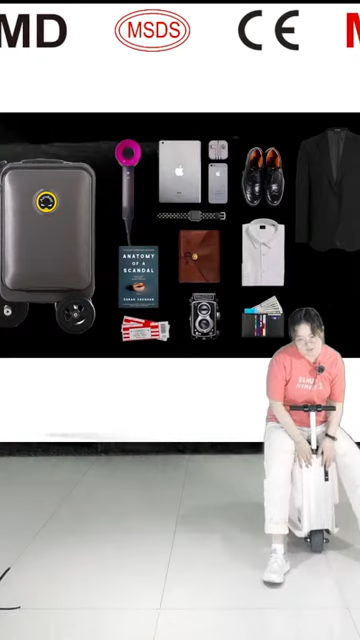 MD
MSDS
CE
M
ANATOMY
OF A
SCANDAL
SARAH VAUGHAN